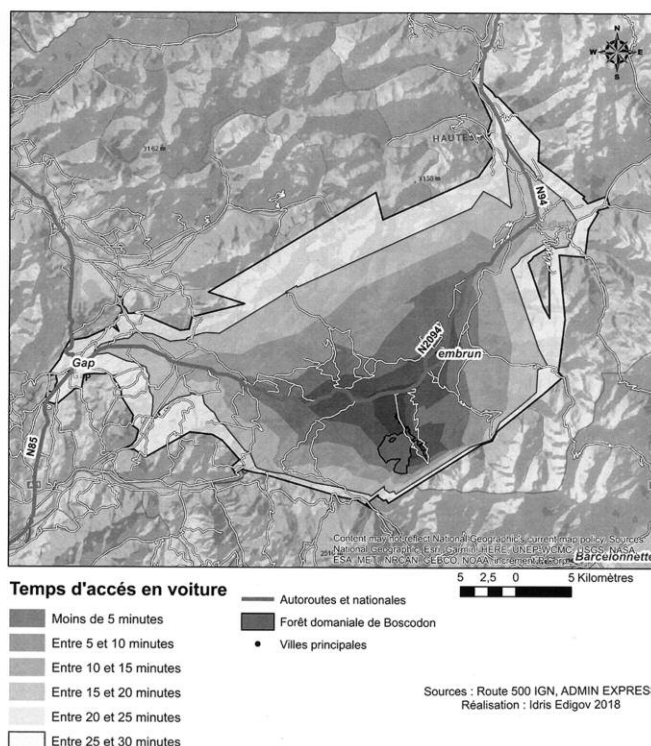 N
W
E
S
3162 m
HAUTES
3150 m
N94
N2094
embrun
Gap
N85
Content may not reflect National Geographic's current map policy. Sources:
National Geographic, Esri, Garmin, HERE, UNEP-WCMC, USGS, NASA,
ESA, METI, NRCAN, GEBCO, NOAA, increment P Corp.
Barcelonnette
Temps d'accés en voiture
Moins de 5 minutes
Entre 5 et 10 minutes
Entre 10 et 15 minutes
Entre 15 et 20 minutes
Entre 20 et 25 minutes
Entre 25 et 30 minutes
Autoroutes et nationales
Forêt domaniale de Boscodon
Villes principales
5 2,5 0 5 Kilomètres
Sources : Route 500 IGN, ADMIN EXPRESS
Réalisation : Idris Edigov 2018